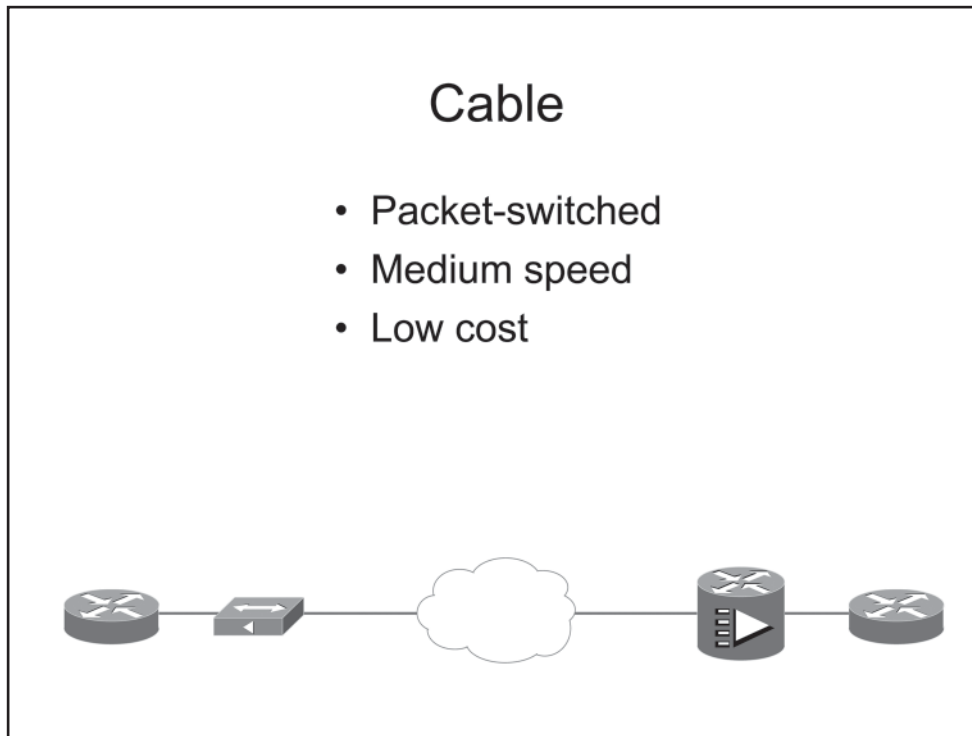 Cable
• Packet-switched
• Medium speed
• Low cost